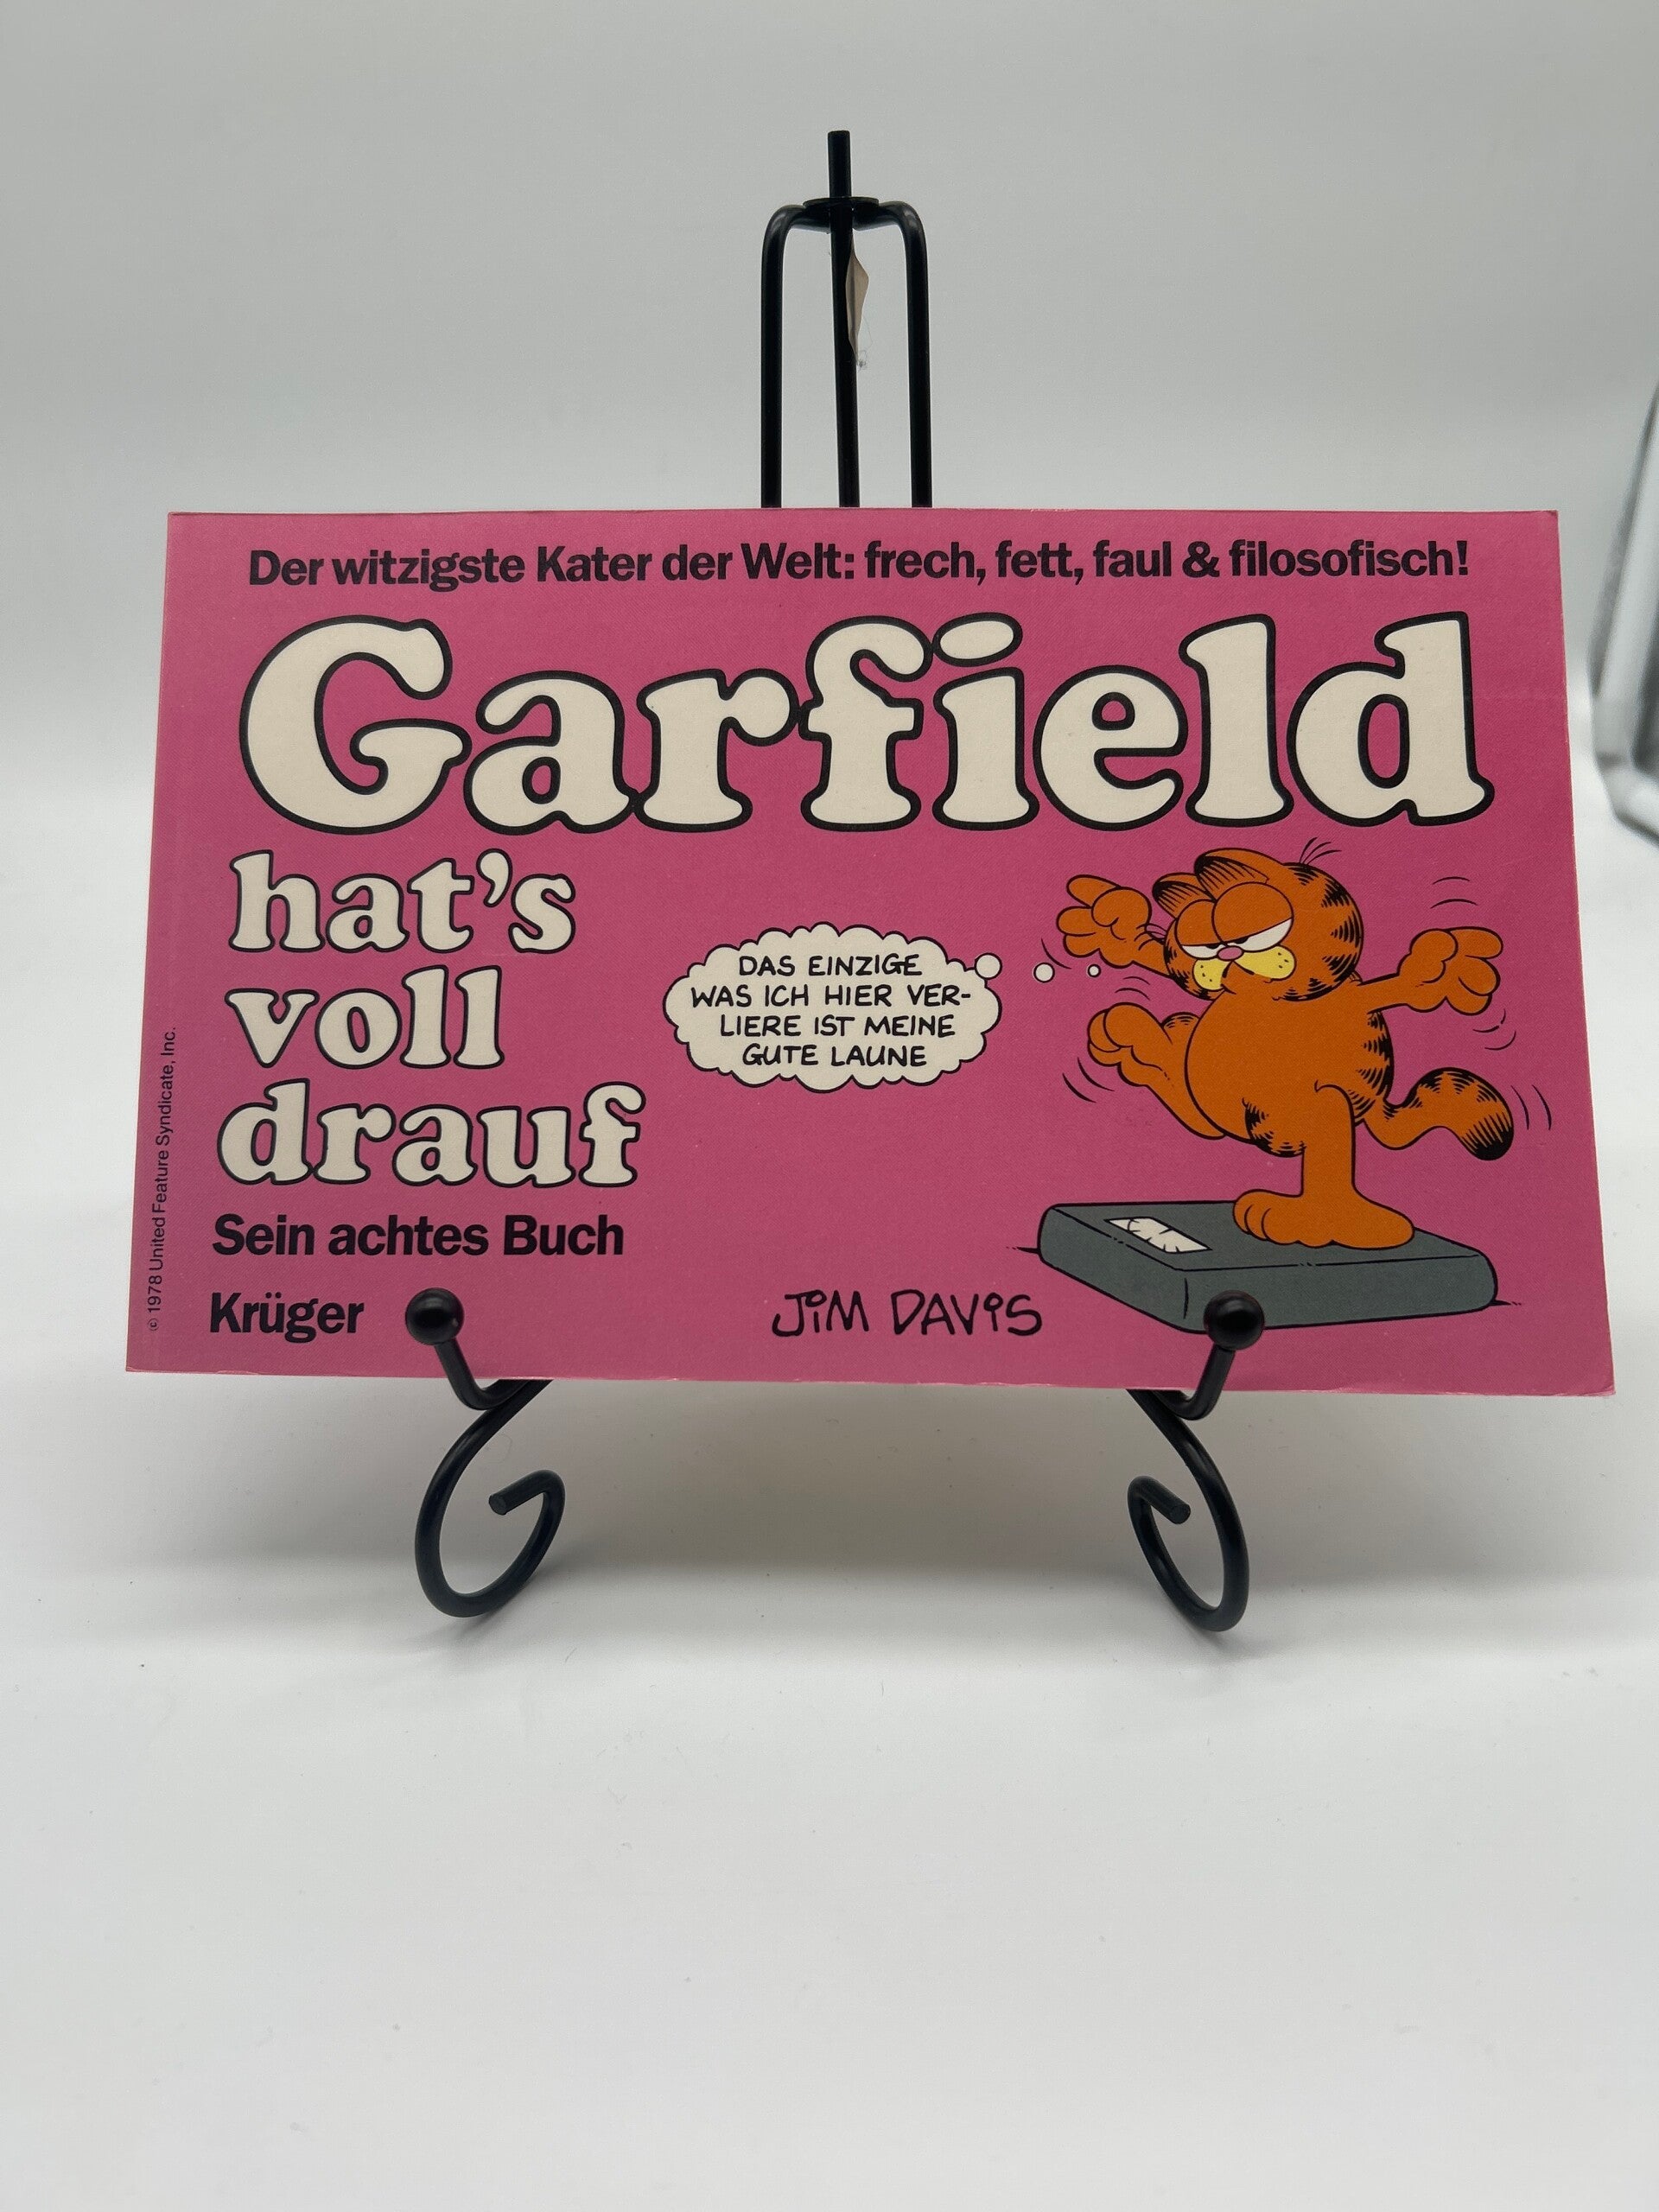 Der witzigste Kater der Welt: frech, fett, faul & filosofisch!
Garfield
hat's
voll
drauf
DAS EINZIGE
WAS ICH HIER VER-
LIERE IST MEINE
GUTE LAUNE
Sein achtes Buch
Krüger
JIM DAVIS
© 1978 United Feature Syndicate, Inc.